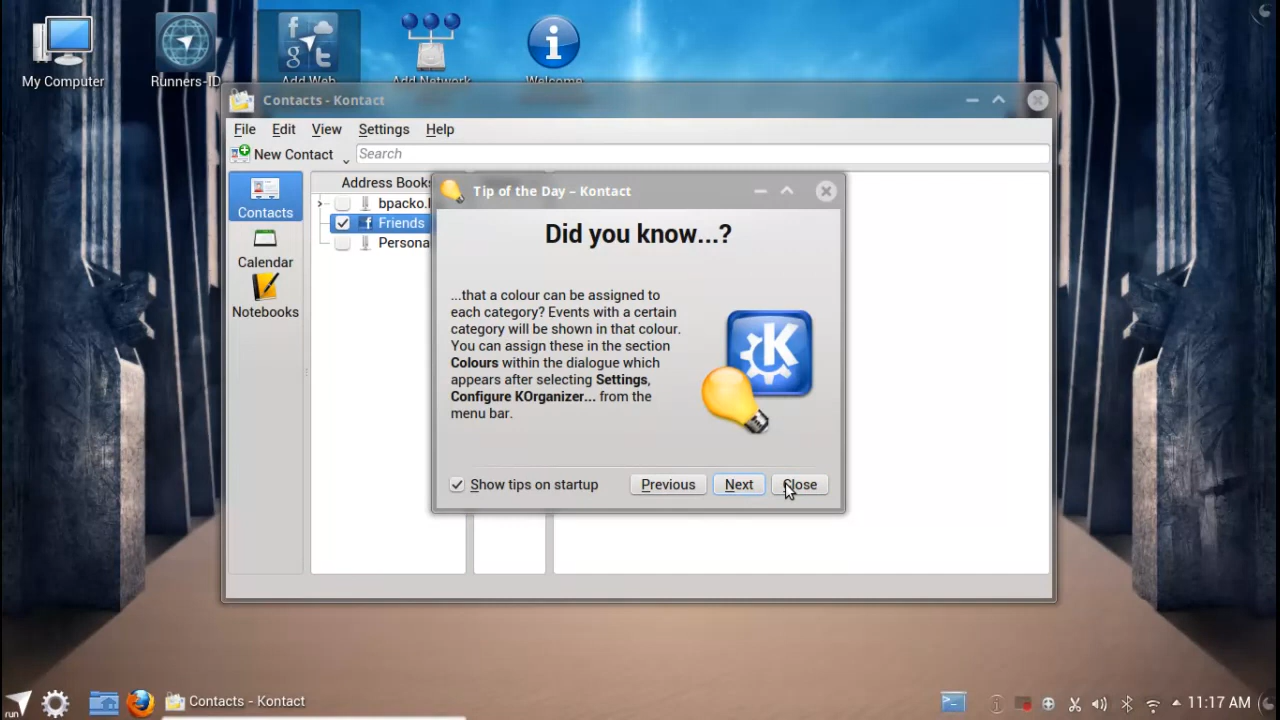 My Computer
Runners-ID
Add Web
Add Network
Welcome
Contacts - Kontact
File Edit View Settings Help
New Contact
Search
Contacts
Calendar
Notebooks
Address Books
bpacko.
Friends
Persona
Tip of the Day – Kontact
Did you know...?
...that a colour can be assigned to
each category? Events with a certain
category will be shown in that colour.
You can assign these in the section
Colours within the dialogue which
appears after selecting Settings,
Configure KOrganizer... from the
menu bar.
Show tips on startup
Previous
Next
Close
run
Contacts - Kontact
11:17 AM